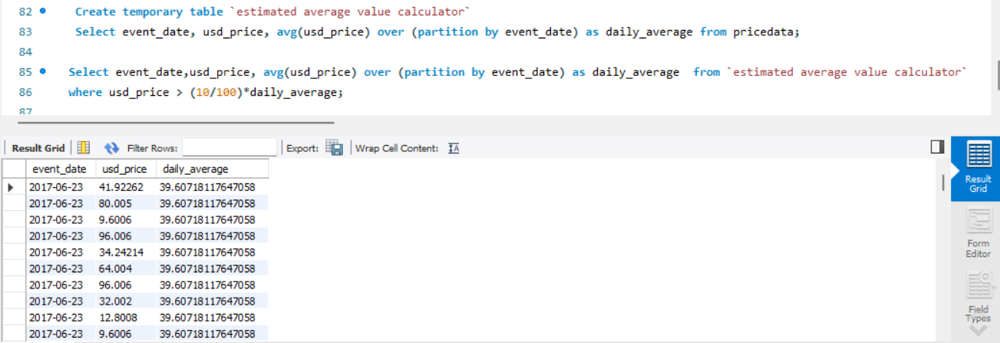 82 Create temporary table `estimated average value calculator`
83 Select event_date, usd_price, avg(usd_price) over (partition by event_date) as daily_average from pricedata;
84
85 Select event_date,usd_price, avg(usd_price) over (partition by event_date) as daily_average from `estimated average value calculator`
86 where usd_price > (10/100)*daily_average;
87
Result Grid Filter Rows: Export: Wrap Cell Content: IA
event_date usd_price daily_average
2017-06-23 41.92262 39.60718117647058
2017-06-23 80.005 39.60718117647058
2017-06-23 9.6006 39.60718117647058
2017-06-23 96.006 39.60718117647058
2017-06-23 34.24214 39.60718117647058
2017-06-23 64.004 39.60718117647058
2017-06-23 96.006 39.60718117647058
2017-06-23 32.002 39.60718117647058
2017-06-23 12.8008 39.60718117647058
2017-06-23 9.6006 39.60718117647058
Result
Grid
Form
Editor
Field
Types